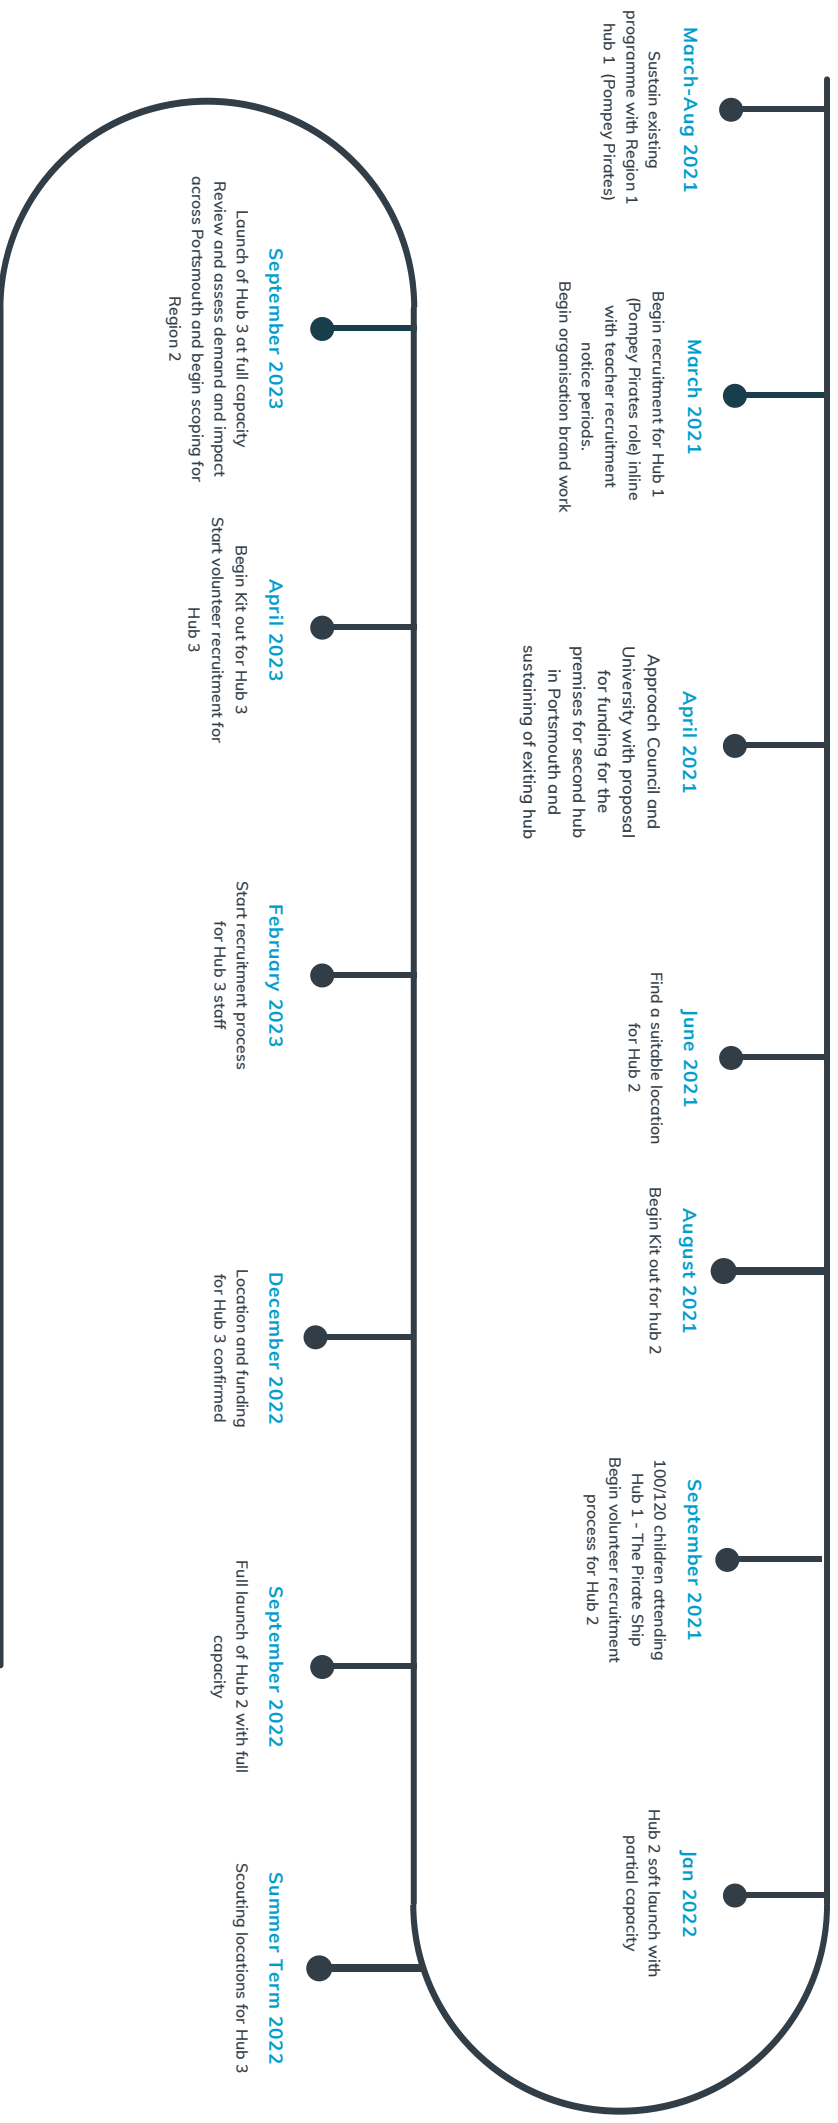 March-Aug 2021
Sustain existing
programme with Region 1
hub 1 (Pompey Pirates)
March 2021
Begin recruitment for Hub 1
(Pompey Pirates role) inline
with teacher recruitment
notice periods.
Begin organisation brand work
April 2021
Approach Council and
University with proposal
for funding for the
premises for second hub
in Portsmouth and
sustaining of exiting hub
June 2021
Find a suitable location
for Hub 2
August 2021
Begin Kit out for hub 2
September 2021
100/120 children attending
Hub 1 - The Pirate Ship
Begin volunteer recruitment
process for Hub 2
Jan 2022
Hub 2 soft launch with
partial capacity
Summer Term 2022
Scouting locations for Hub 3
September 2022
Full launch of Hub 2 with full
capacity
December 2022
Location and funding
for Hub 3 confirmed
February 2023
Start recruitment process
for Hub 3 staff
April 2023
Begin Kit out for Hub 3
Start volunteer recruitment for
Hub 3
September 2023
Launch of Hub 3 at full capacity
Review and assess demand and impact
across Portsmouth and begin scoping for
Region 2